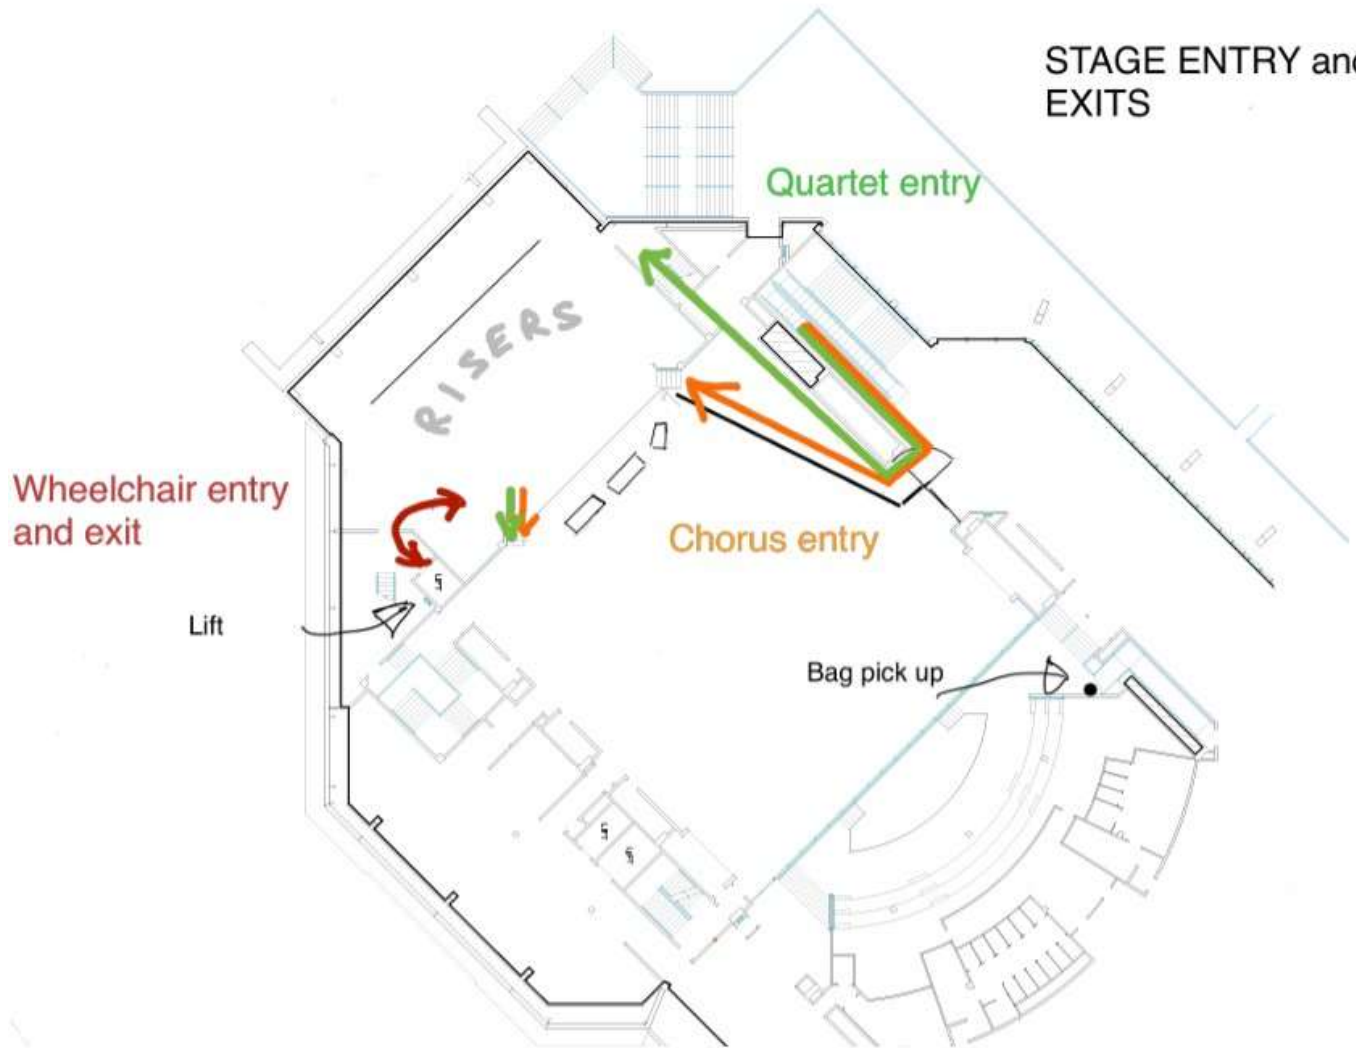 STAGE ENTRY and
EXITS
Quartet entry
RISERS
Wheelchair entry
and exit
Chorus entry
Lift
Bag pick up